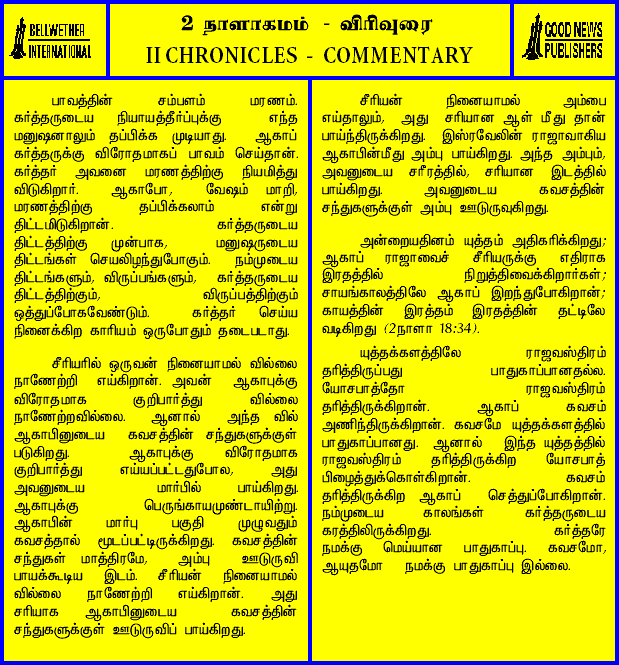 BELLWETHER
INTERNATIONAL
2 நாளாகமம் - விரிவுரை
II CHRONICLES - COMMENTARY
GOOD NEWS
PUBLISHERS
பாவத்தின் சம்பளம் மரணம்.
கர்த்தருடைய நியாயத்தீர்ப்புக்கு எந்த
மனுஷனாலும் தப்பிக்க முடியாது. ஆகாப்
கர்த்தருக்கு விரோதமாகப் பாவம் செய்தான்.
கர்த்தர் அவனை மரணத்திற்கு நியமித்து
விடுகிறார். ஆகாபோ, வேஷம் மாறி,
மரணத்திற்கு தப்பிக்கலாம் என்று
திட்டமிடுகிறான். கர்த்தருடைய
திட்டத்திற்கு முன்பாக, மனுஷருடைய
திட்டங்கள் செயலிழந்துபோகும். நம்முடைய
திட்டங்களும், விருப்பங்களும், கர்த்தருடைய
திட்டத்திற்கும், விருப்பத்திற்கும்
ஒத்துப்போகவேண்டும். கர்த்தர் செய்ய
நினைக்கிற காரியம் ஒருபோதும் தடைபடாது.
சீரியரில் ஒருவன் நினையாமல் வில்லை
நாணேற்றி எய்கிறான். அவன் ஆகாபுக்கு
விரோதமாக குறிபார்த்து வில்லை
நாணேற்றவில்லை. ஆனால் அந்த வில்
ஆகாபினுடைய கவசத்தின் சந்துகளுக்குள்
படுகிறது. ஆகாபுக்கு விரோதமாக
குறிபார்த்து எய்யப்பட்டதுபோல, அது
அவனுடைய மார்பில் பாய்கிறது.
ஆகாபுக்கு பெருங்காயமுண்டாயிற்று.
ஆகாபின் மார்பு பகுதி முழுவதும்
கவசத்தால் மூடப்பட்டிருக்கிறது. கவசத்தின்
சந்துகள் மாத்திரமே, அம்பு ஊடுருவி
பாயக்கூடிய இடம். சீரியன் நினையாமல்
வில்லை நாணேற்றி எய்கிறான். அது
சரியாக ஆகாபினுடைய கவசத்தின்
சந்துகளுக்குள் ஊடுருவிப் பாய்கிறது.
சீரியன் நினையாமல் அம்பை
எய்தாலும், அது சரியான ஆள் மீது தான்
பாய்ந்திருக்கிறது. இஸ்ரவேலின் ராஜாவாகிய
ஆகாபின்மீது அம்பு பாய்கிறது. அந்த அம்பும்,
அவனுடைய சரீரத்தில், சரியான இடத்தில்
பாய்கிறது. அவனுடைய கவசத்தின்
சந்துகளுக்குள் அம்பு ஊடுருவுகிறது.
அன்றையதினம் யுத்தம் அதிகரிக்கிறது;
ஆகாப் ராஜாவைச் சீரியருக்கு எதிராக
இரதத்தில் நிறுத்திவைக்கிறார்கள்;
சாயங்காலத்திலே ஆகாப் இறந்துபோகிறான்;
காயத்தின் இரத்தம் இரதத்தின் தட்டிலே
வடிகிறது (2நாளா 18:34).
யுத்தக்களத்திலே ராஜவஸ்திரம்
தரித்திருப்பது பாதுகாப்பானதல்ல.
யோசபாத்தோ ராஜவஸ்திரம்
தரித்திருக்கிறான். ஆகாப் கவசம்
அணிந்திருக்கிறான். கவசமே யுத்தக்களத்தில்
பாதுகாப்பானது. ஆனால் இந்த யுத்தத்தில்
ராஜவஸ்திரம் தரித்திருக்கிற யோசபாத்
பிழைத்துக்கொள்கிறான். கவசம்
தரித்திருக்கிற ஆகாப் செத்துப்போகிறான்.
நம்முடைய காலங்கள் கர்த்தருடைய
கரத்திலிருக்கிறது. கர்த்தரே
நமக்கு மெய்யான பாதுகாப்பு. கவசமோ,
ஆயுதமோ நமக்கு பாதுகாப்பு இல்லை.